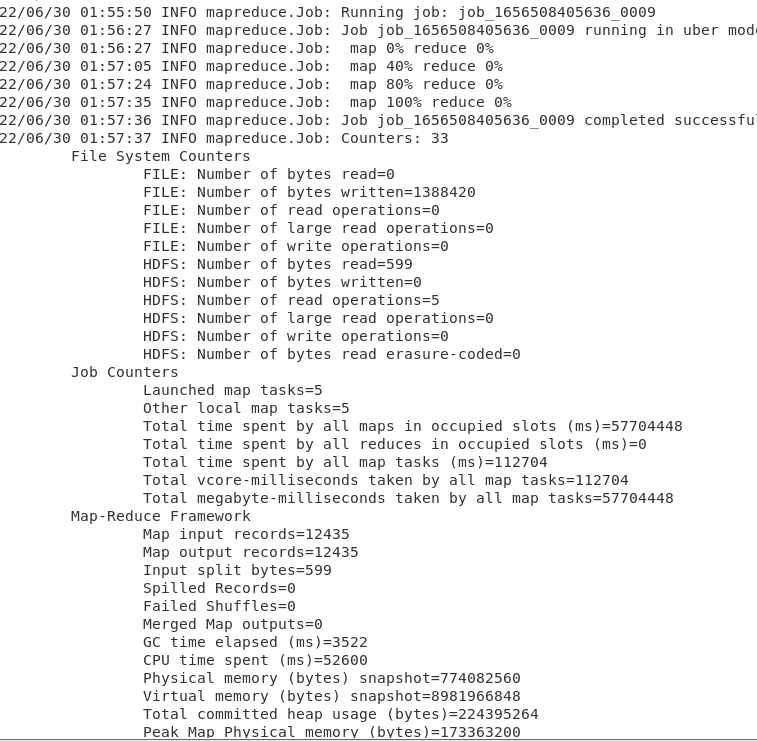 22/06/30 01:55:50 INFO mapreduce.Job: Running job: job_1656508405636_0009
22/06/30 01:56:27 INFO mapreduce.Job: Job job_1656508405636_0009 running in uber
22/06/30 01:56:27 INFO mapreduce.Job:  map 0% reduce 0%
22/06/30 01:57:05 INFO mapreduce.Job:  map 40% reduce 0%
22/06/30 01:57:24 INFO mapreduce.Job:  map 80% reduce 0%
22/06/30 01:57:35 INFO mapreduce.Job:  map 100% reduce 0%
22/06/30 01:57:36 INFO mapreduce.Job: Job job_1656508405636_0009 completed
22/06/30 01:57:37 INFO mapreduce.Job: Counters: 33
File System Counters
FILE: Number of bytes read=0
FILE: Number of bytes written=1388420
FILE: Number of read operations=0
FILE: Number of large read operations=0
FILE: Number of write operations=0
HDFS: Number of bytes read=599
HDFS: Number of bytes written=0
HDFS: Number of read operations=5
HDFS: Number of large read operations=0
HDFS: Number of write operations=0
HDFS: Number of bytes read erasure-coded=0
Job Counters
Launched map tasks=5
Other local map tasks=5
Total time spent by all maps in occupied slots (ms)=57704448
Total time spent by all reduces in occupied slots (ms)=0
Total time spent by all map tasks (ms)=112704
Total vcore-milliseconds taken by all map tasks=112704
Total megabyte-milliseconds taken by all map tasks=57704448
Map-Reduce Framework
Map input records=12435
Map output records=12435
Input split bytes=599
Spilled Records=0
Failed Shuffles=0
Merged Map outputs=0
GC time elapsed (ms)=3522
CPU time spent (ms)=52600
Physical memory (bytes) snapshot=774082560
Virtual memory (bytes) snapshot=8981966848
Total committed heap usage (bytes)=224395264
Peak Map Physical memory (bytes)=173363200